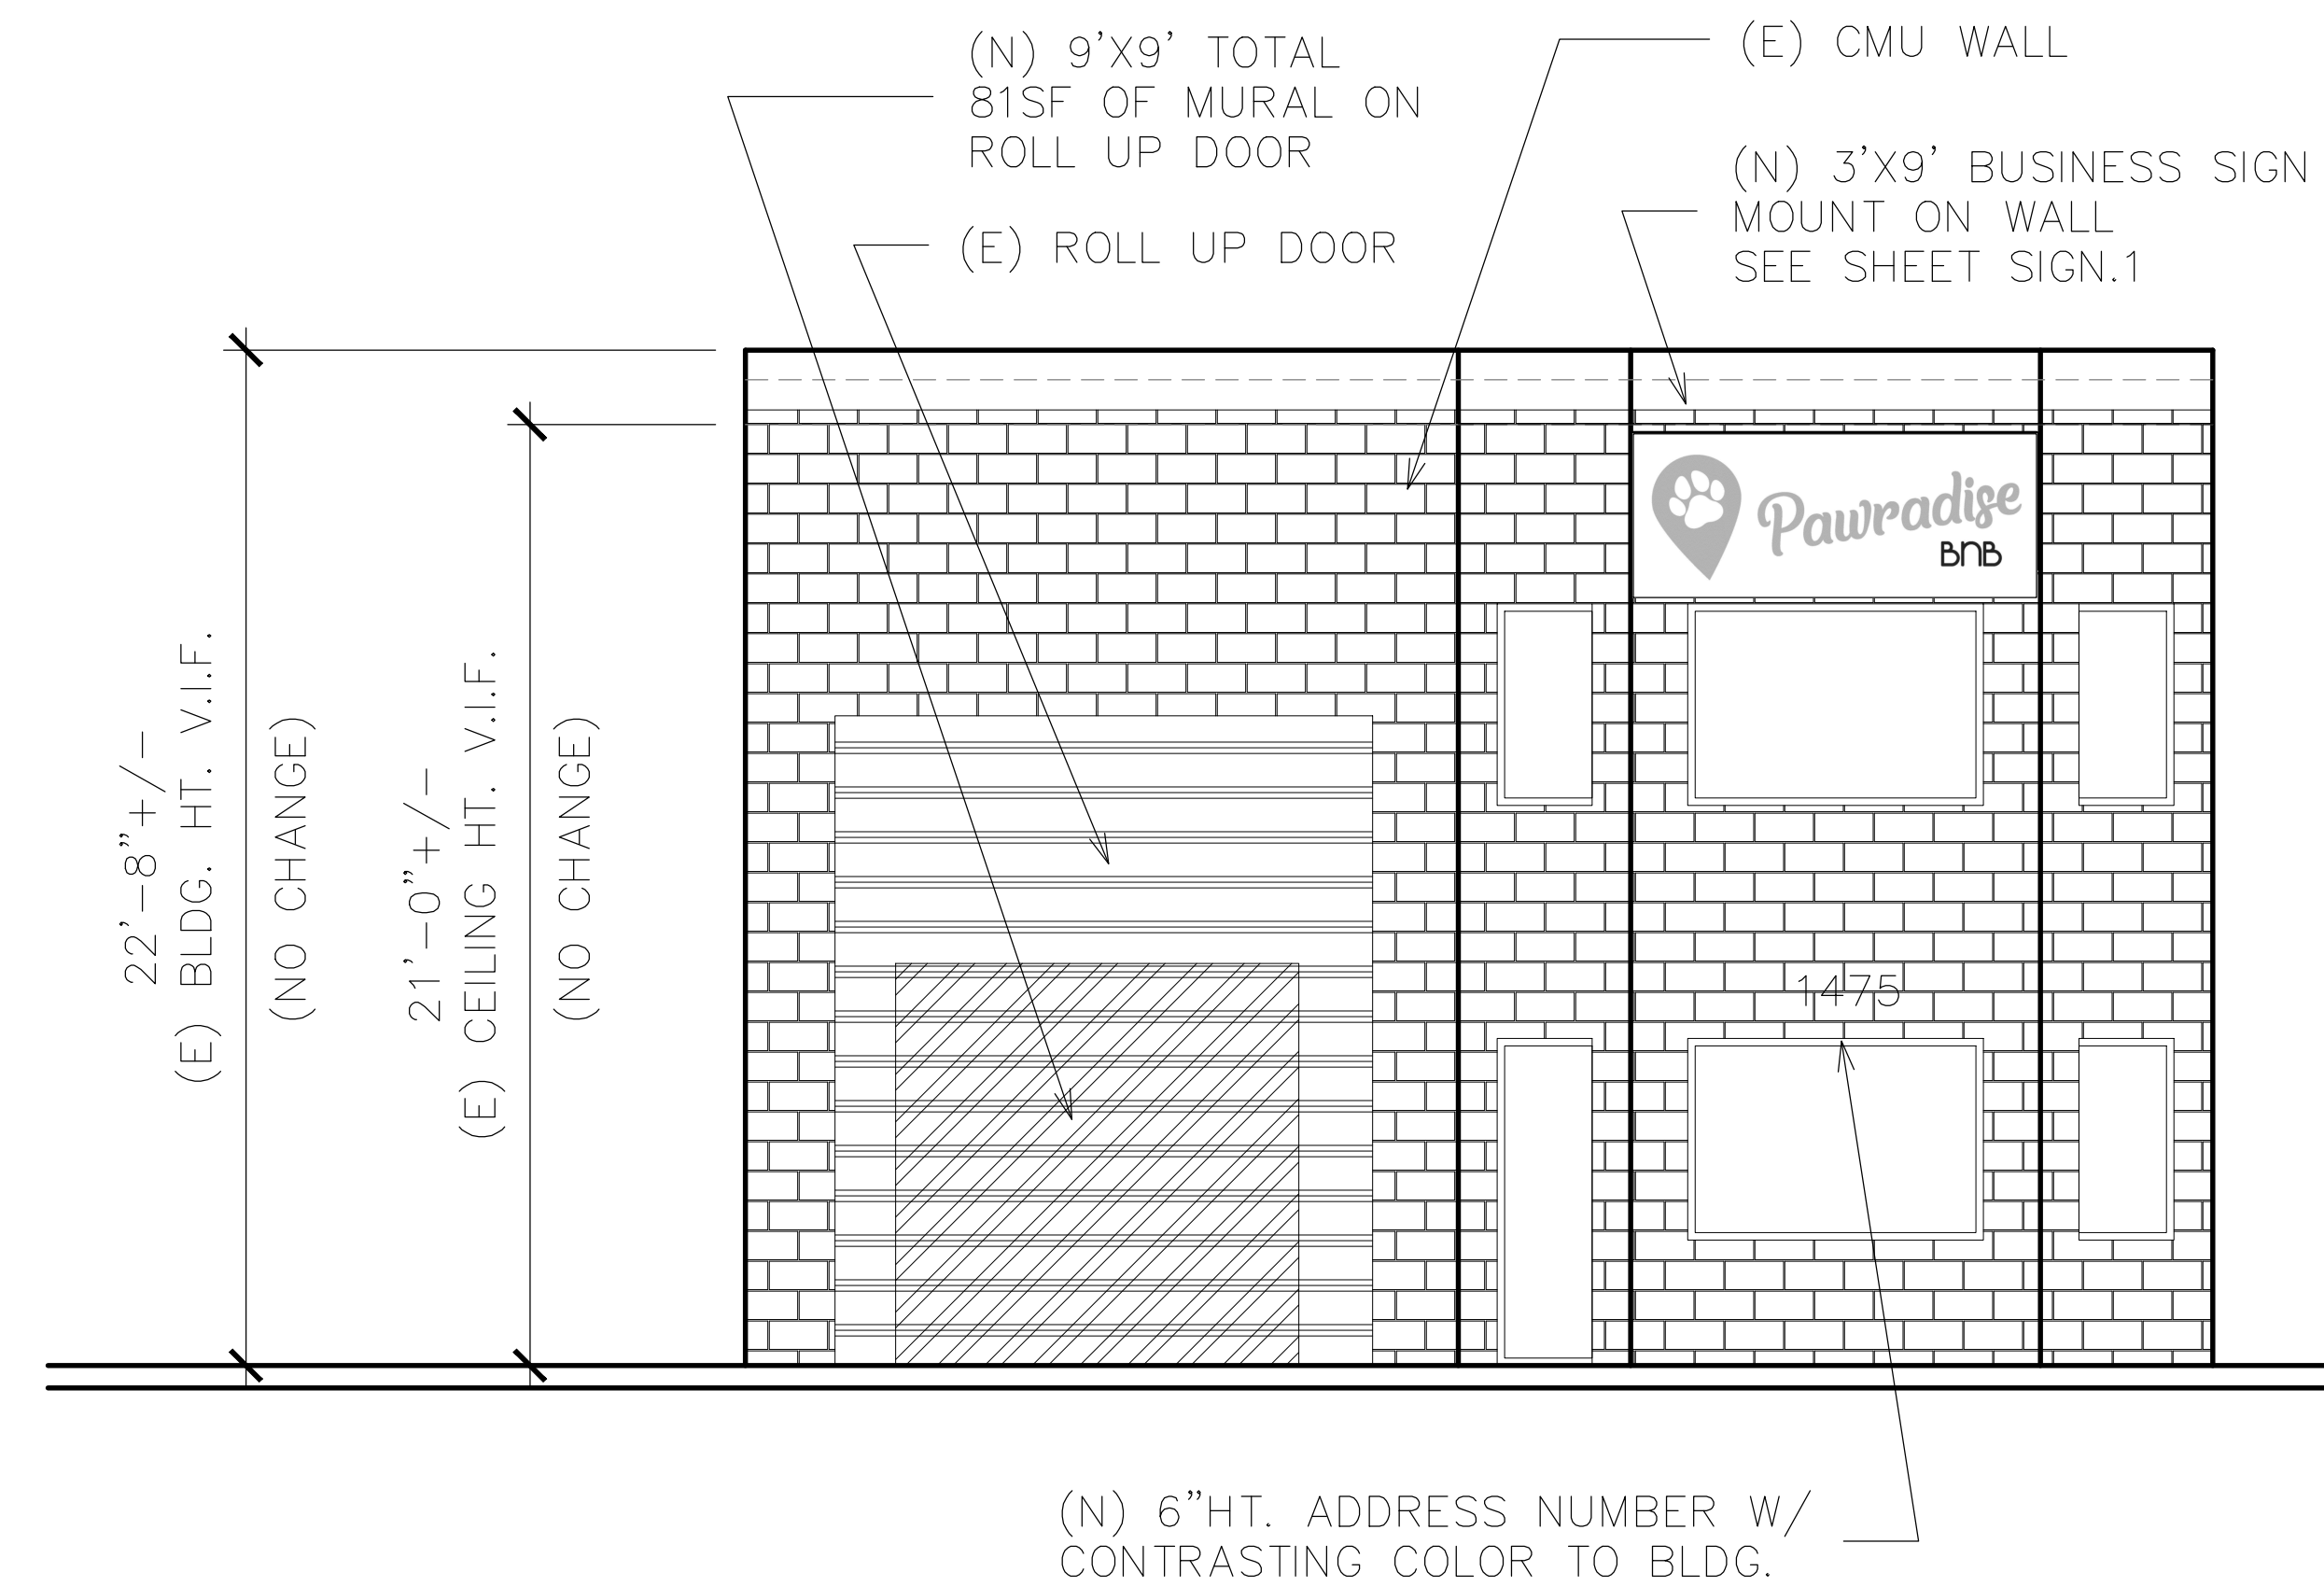 (N) 9'X9' TOTAL
81SF OF MURAL ON
ROLL UP DOOR
(E) ROLL UP DOOR
(E) CMU WALL
(N) 3'X9' BUSINESS SIGN
MOUNT ON WALL
SEE SHEET SIGN.1
22'-8"+/-
(E) BLDG. HT. V.I.F.
(NO CHANGE)
21'-0"+/-
(E) CEILING HT. V.I.F.
(NO CHANGE)
Pawradise
BNB
1475
(N) 6"HT. ADDRESS NUMBER W/
CONTRASTING COLOR TO BLDG.